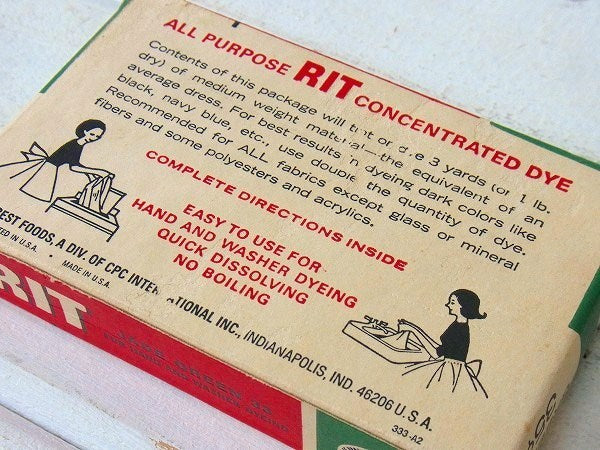 ALL PURPOSE RIT CONCENTRATED DYE
Contents of this package will tint or dye 3 yards (or 1 lb.
dry) of medium weight material—the equivalent of an
average dress. For best results in dyeing dark colors like
black, navy blue, etc., use double the quantity of dye.
Recommended for ALL fabrics except glass or mineral
fibers and some polyesters and acrylics.
COMPLETE DIRECTIONS INSIDE
EASY TO USE FOR
HAND AND WASHER DYEING
QUICK DISSOLVING
NO BOILING
BEST FOODS, A DIV. OF CPC INTERNATIONAL INC., INDIANAPOLIS, IND. 46206 U.S.A.
IN U.S.A. • MADE IN U.S.A.
333-A2
RIT